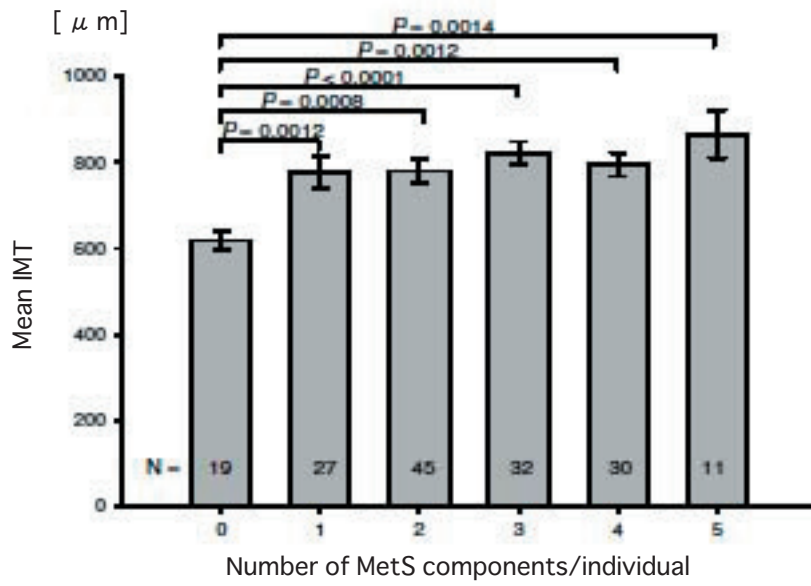 [ μ m]
P = 0.0014
P = 0.0012
P < 0.0001
P = 0.0008
P = 0.0012
1000
800
600
400
200
0
Mean IMT
N = 19 27 45 32 30 11
0 1 2 3 4 5
Number of MetS components/individual